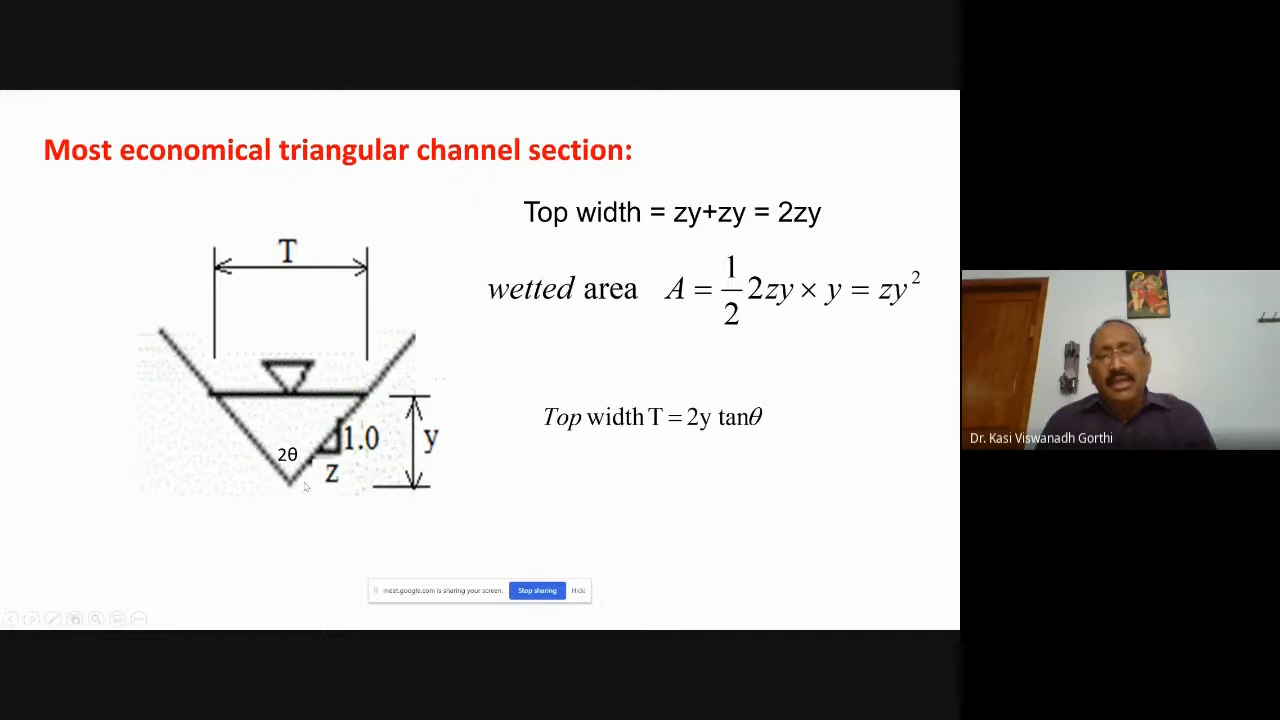 Most economical triangular channel section:
Top width = zy+zy = 2zy
wetted area A = 1/2 2zy × y = zy²
T
Top width T = 2y tanθ
1.0
y
2θ
z
Dr. Kasi Viswanadh Gorthi
meet.google.com is sharing your screen. Stop sharing Hide